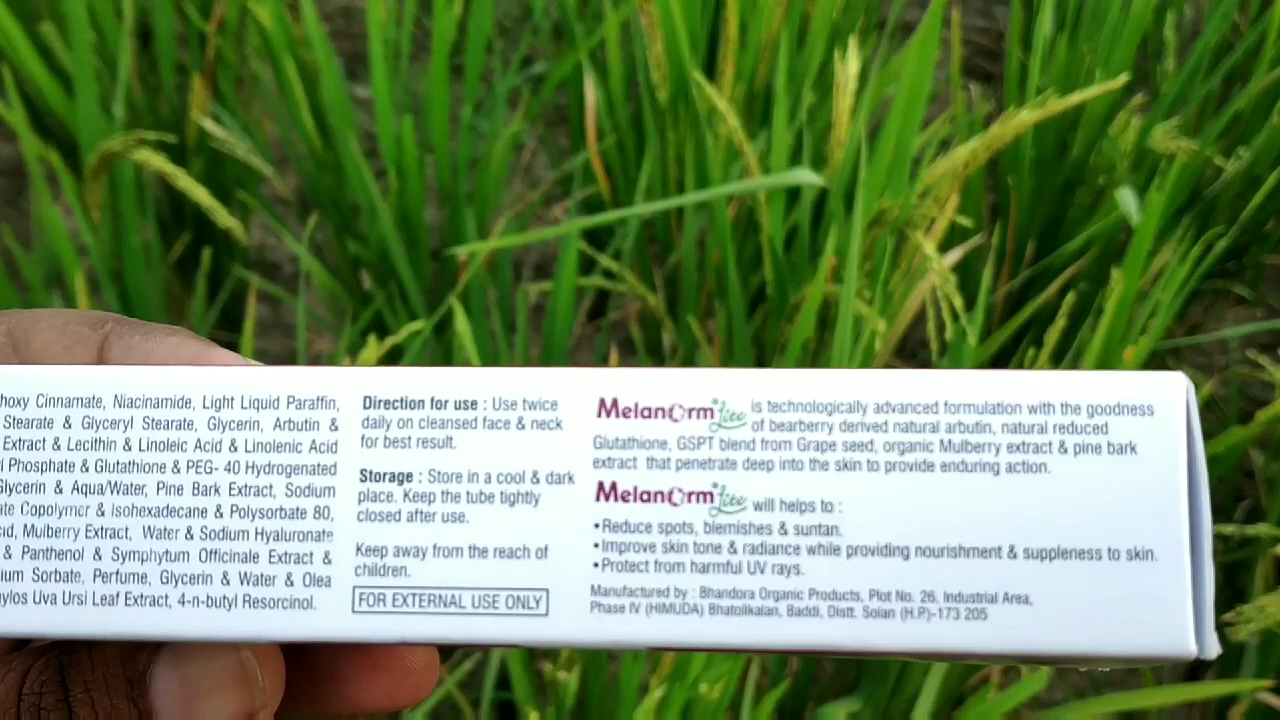 hoxy Cinnamate, Niacinamide, Light Liquid Paraffin,
Stearate & Glyceryl Stearate, Glycerin, Arbutin &
Extract & Lecithin & Linoleic Acid & Linolenic Acid
l Phosphate & Glutathione & PEG- 40 Hydrogenated
Glycerin & Aqua/Water, Pine Bark Extract, Sodium
ate Copolymer & Isohexadecane & Polysorbate 80,
cid, Mulberry Extract, Water & Sodium Hyaluronate
& Panthenol & Symphytum Officinale Extract &
ium Sorbate, Perfume, Glycerin & Water & Olea
ylos Uva Ursi Leaf Extract, 4-n-butyl Resorcinol.
Direction for use : Use twice
daily on cleansed face & neck
for best result.
Storage : Store in a cool & dark
place. Keep the tube tightly
closed after use.
Keep away from the reach of
children.
FOR EXTERNAL USE ONLY
Melanorm Lite is technologically advanced formulation with the goodness
of bearberry derived natural arbutin, natural reduced
Glutathione, GSPT blend from Grape seed, organic Mulberry extract & pine bark
extract that penetrate deep into the skin to provide enduring action.
Melanorm Lite will helps to :
•Reduce spots, blemishes & suntan.
•Improve skin tone & radiance while providing nourishment & suppleness to skin.
•Protect from harmful UV rays.
Manufactured by : Bhandora Organic Products, Plot No. 26, Industrial Area,
Phase IV (HIMUDA) Bhatolikalan, Baddi, Distt. Solan (H.P.)-173 205